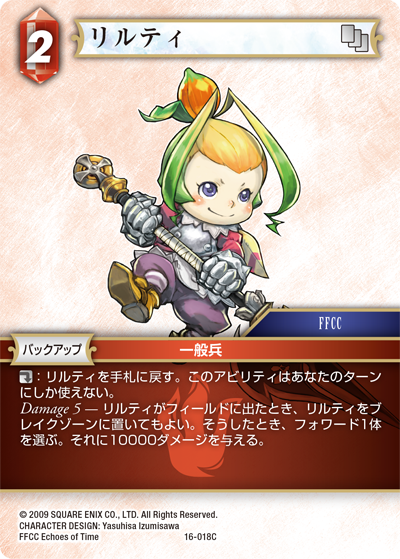 2
リルティ
FFCC
バックアップ
一般兵
：リルティを手札に戻す。このアビリティはあなたのターン
にしか使えない。
Damage 5 — リルティがフィールドに出たとき、リルティをブ
レイクゾーンに置いてもよい。そうしたとき、フォワード1体
を選ぶ。それに10000ダメージを与える。
© 2009 SQUARE ENIX CO., LTD. All Rights Reserved.
CHARACTER DESIGN: Yasuhisa Izumisawa
FFCC Echoes of Time
16-018C